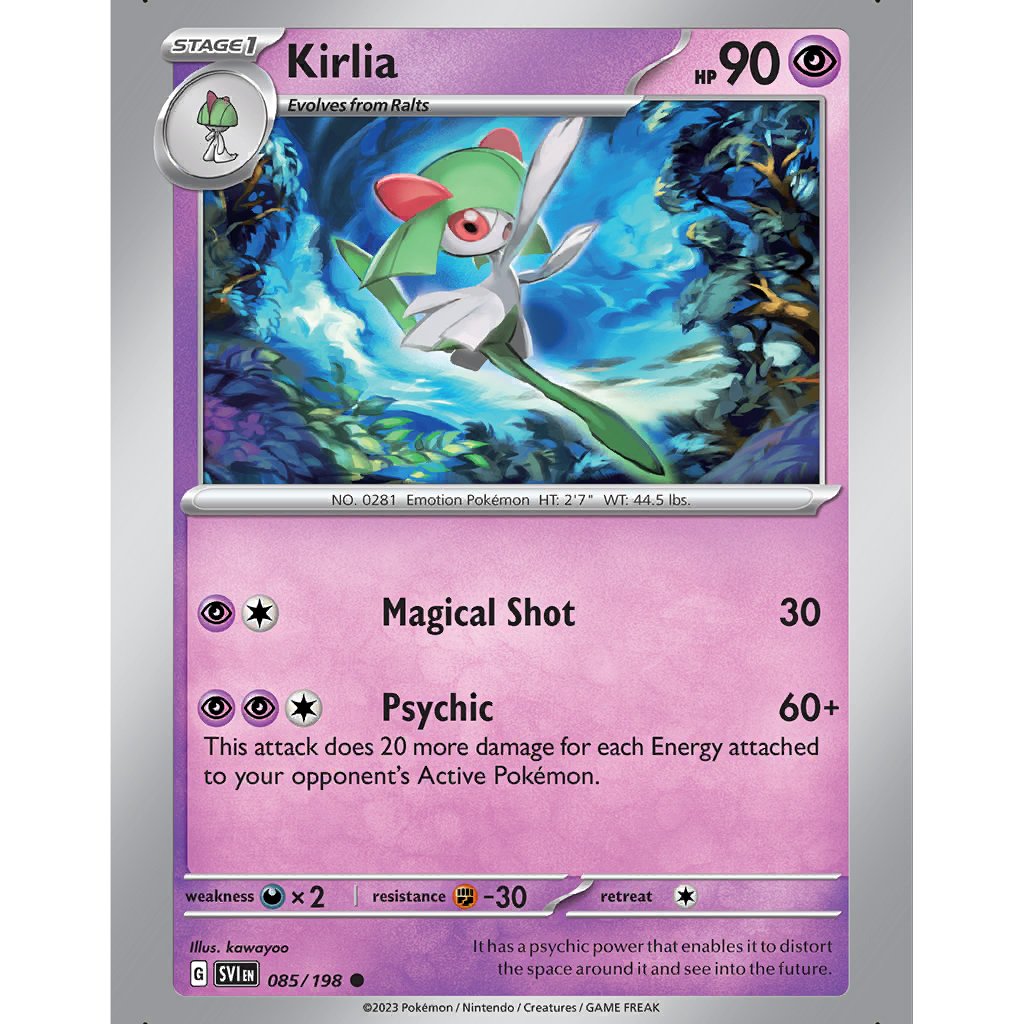 STAGE1
Kirlia
HP 90
Evolves from Ralts
NO. 0281 Emotion Pokémon HT: 2'7" WT: 44.5 lbs.
Magical Shot 30
Psychic 60+
This attack does 20 more damage for each Energy attached
to your opponent's Active Pokémon.
weakness ×2 resistance -30 retreat
Illus. kawayoo
It has a psychic power that enables it to distort
the space around it and see into the future.
G SVI EN 085/198
©2023 Pokémon / Nintendo / Creatures / GAME FREAK